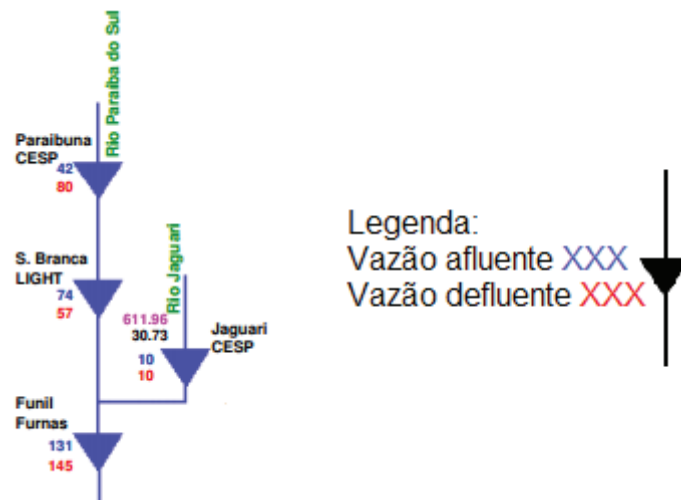 Rio Paraíba do Sul
Paraibuna
CESP
42
80
S. Branca
LIGHT
74
57
Rio Jaguari
611.96
30.73
Jaguari
CESP
10
10
Funil
Furnas
131
145
Legenda:
Vazão afluente XXX
Vazão defluente XXX